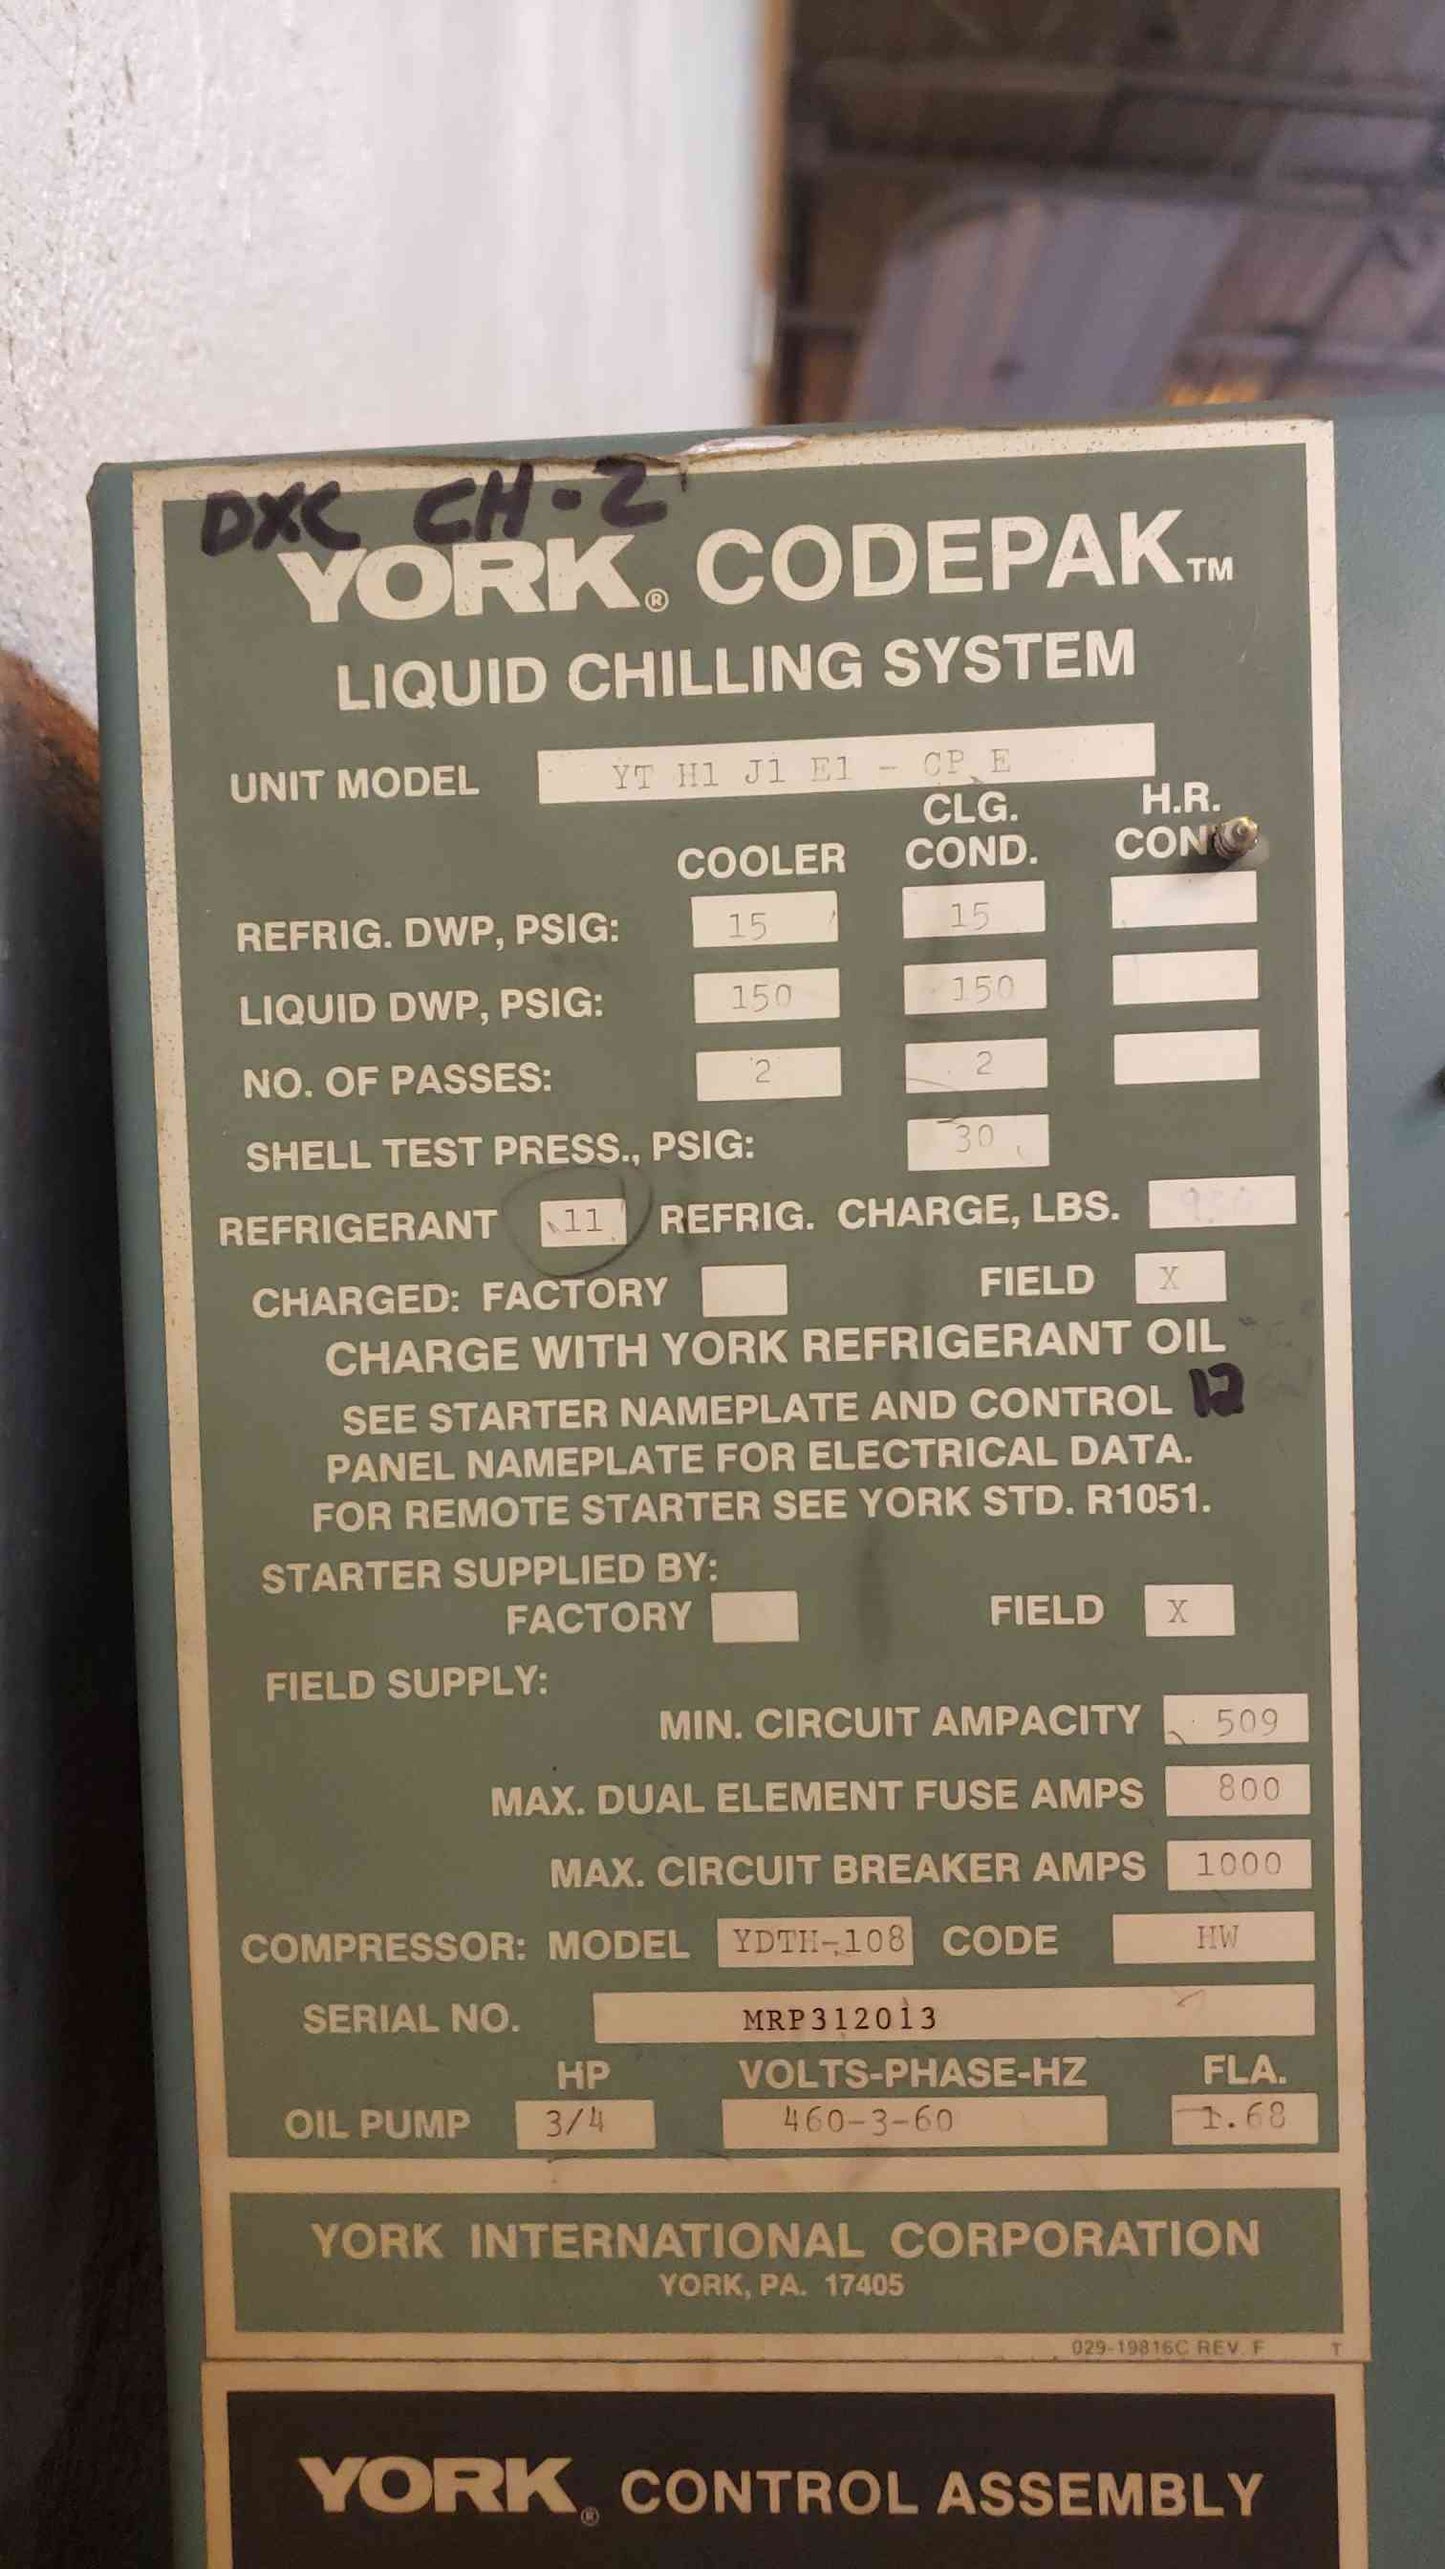 DXC CH-2
YORK® CODEPAK™
LIQUID CHILLING SYSTEM
UNIT MODEL YT H1 J1 E1 - CP E
COOLER CLG. COND. H.R.
REFRIG. DWP, PSIG: 15 15
LIQUID DWP, PSIG: 150 150
NO. OF PASSES: 2 2
SHELL TEST PRESS., PSIG: 30
REFRIGERANT 11 REFRIG. CHARGE, LBS.
CHARGED: FACTORY FIELD X
CHARGE WITH YORK REFRIGERANT OIL
SEE STARTER NAMEPLATE AND CONTROL
PANEL NAMEPLATE FOR ELECTRICAL DATA.
FOR REMOTE STARTER SEE YORK STD. R1051.
STARTER SUPPLIED BY:
FACTORY FIELD X
FIELD SUPPLY:
MIN. CIRCUIT AMPACITY 509
MAX. DUAL ELEMENT FUSE AMPS 800
MAX. CIRCUIT BREAKER AMPS 1000
COMPRESSOR: MODEL YDTH-108 CODE HW
SERIAL NO. MRP312013
HP VOLTS-PHASE-HZ FLA.
OIL PUMP 3/4 460-3-60 1.68
YORK INTERNATIONAL CORPORATION
YORK, PA. 17405
029-19816C REV. F T
YORK® CONTROL ASSEMBLY